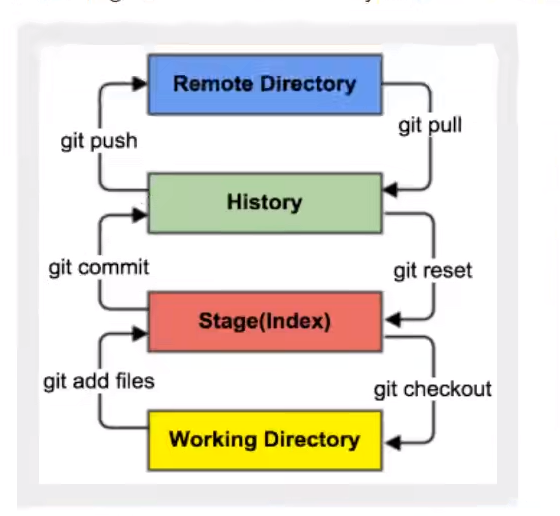 Remote Directory
git pull
git push
History
git commit
git reset
Stage(Index)
git add files
git checkout
Working Directory